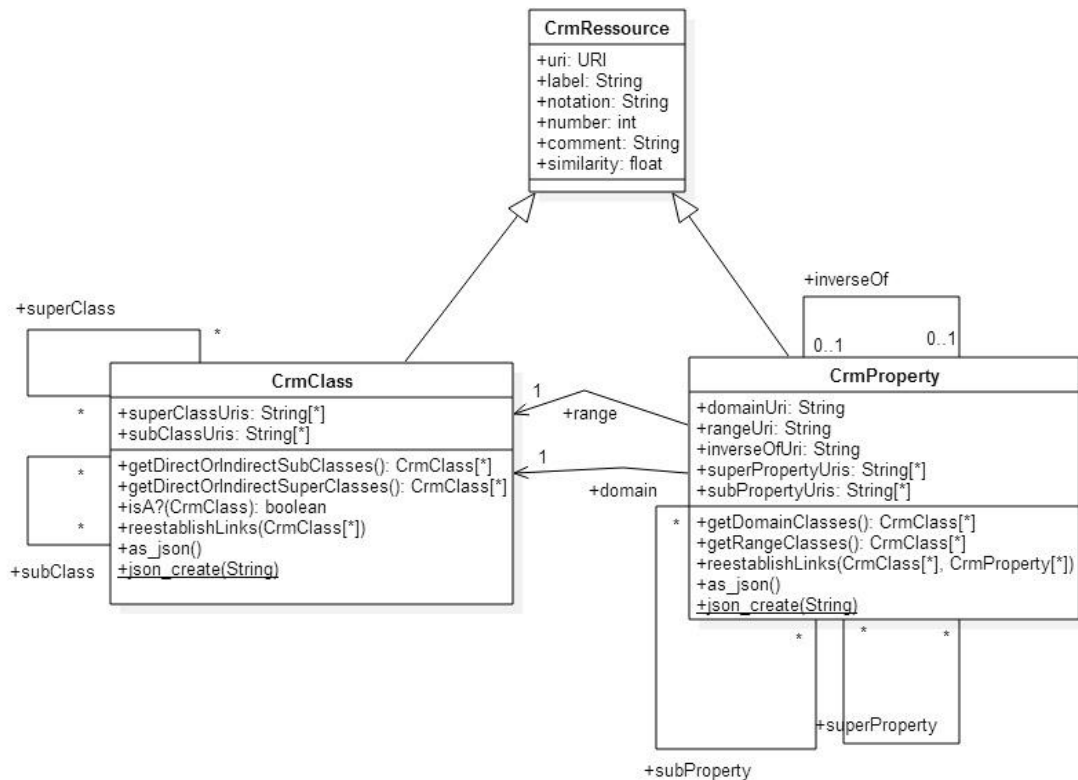 CrmRessource
+uri: URI
+label: String
+notation: String
+number: int
+comment: String
+similarity: float
+superClass
*
*
CrmClass
+superClassUris: String[*]
+subClassUris: String[*]
+getDirectOrIndirectSubClasses(): CrmClass[*]
+getDirectOrIndirectSuperClasses(): CrmClass[*]
+isA?(CrmClass): boolean
+reestablishLinks(CrmClass[*])
+as_json()
+json_create(String)
*
*
+subClass
1
+range
1
+domain
+inverseOf
0..1
0..1
CrmProperty
+domainUri: String
+rangeUri: String
+inverseOfUri: String
+superPropertyUris: String[*]
+subPropertyUris: String[*]
+getDomainClasses(): CrmClass[*]
+getRangeClasses(): CrmClass[*]
+reestablishLinks(CrmClass[*], CrmProperty[*])
+as_json()
+json_create(String)
*
*
*
*
+superProperty
+subProperty